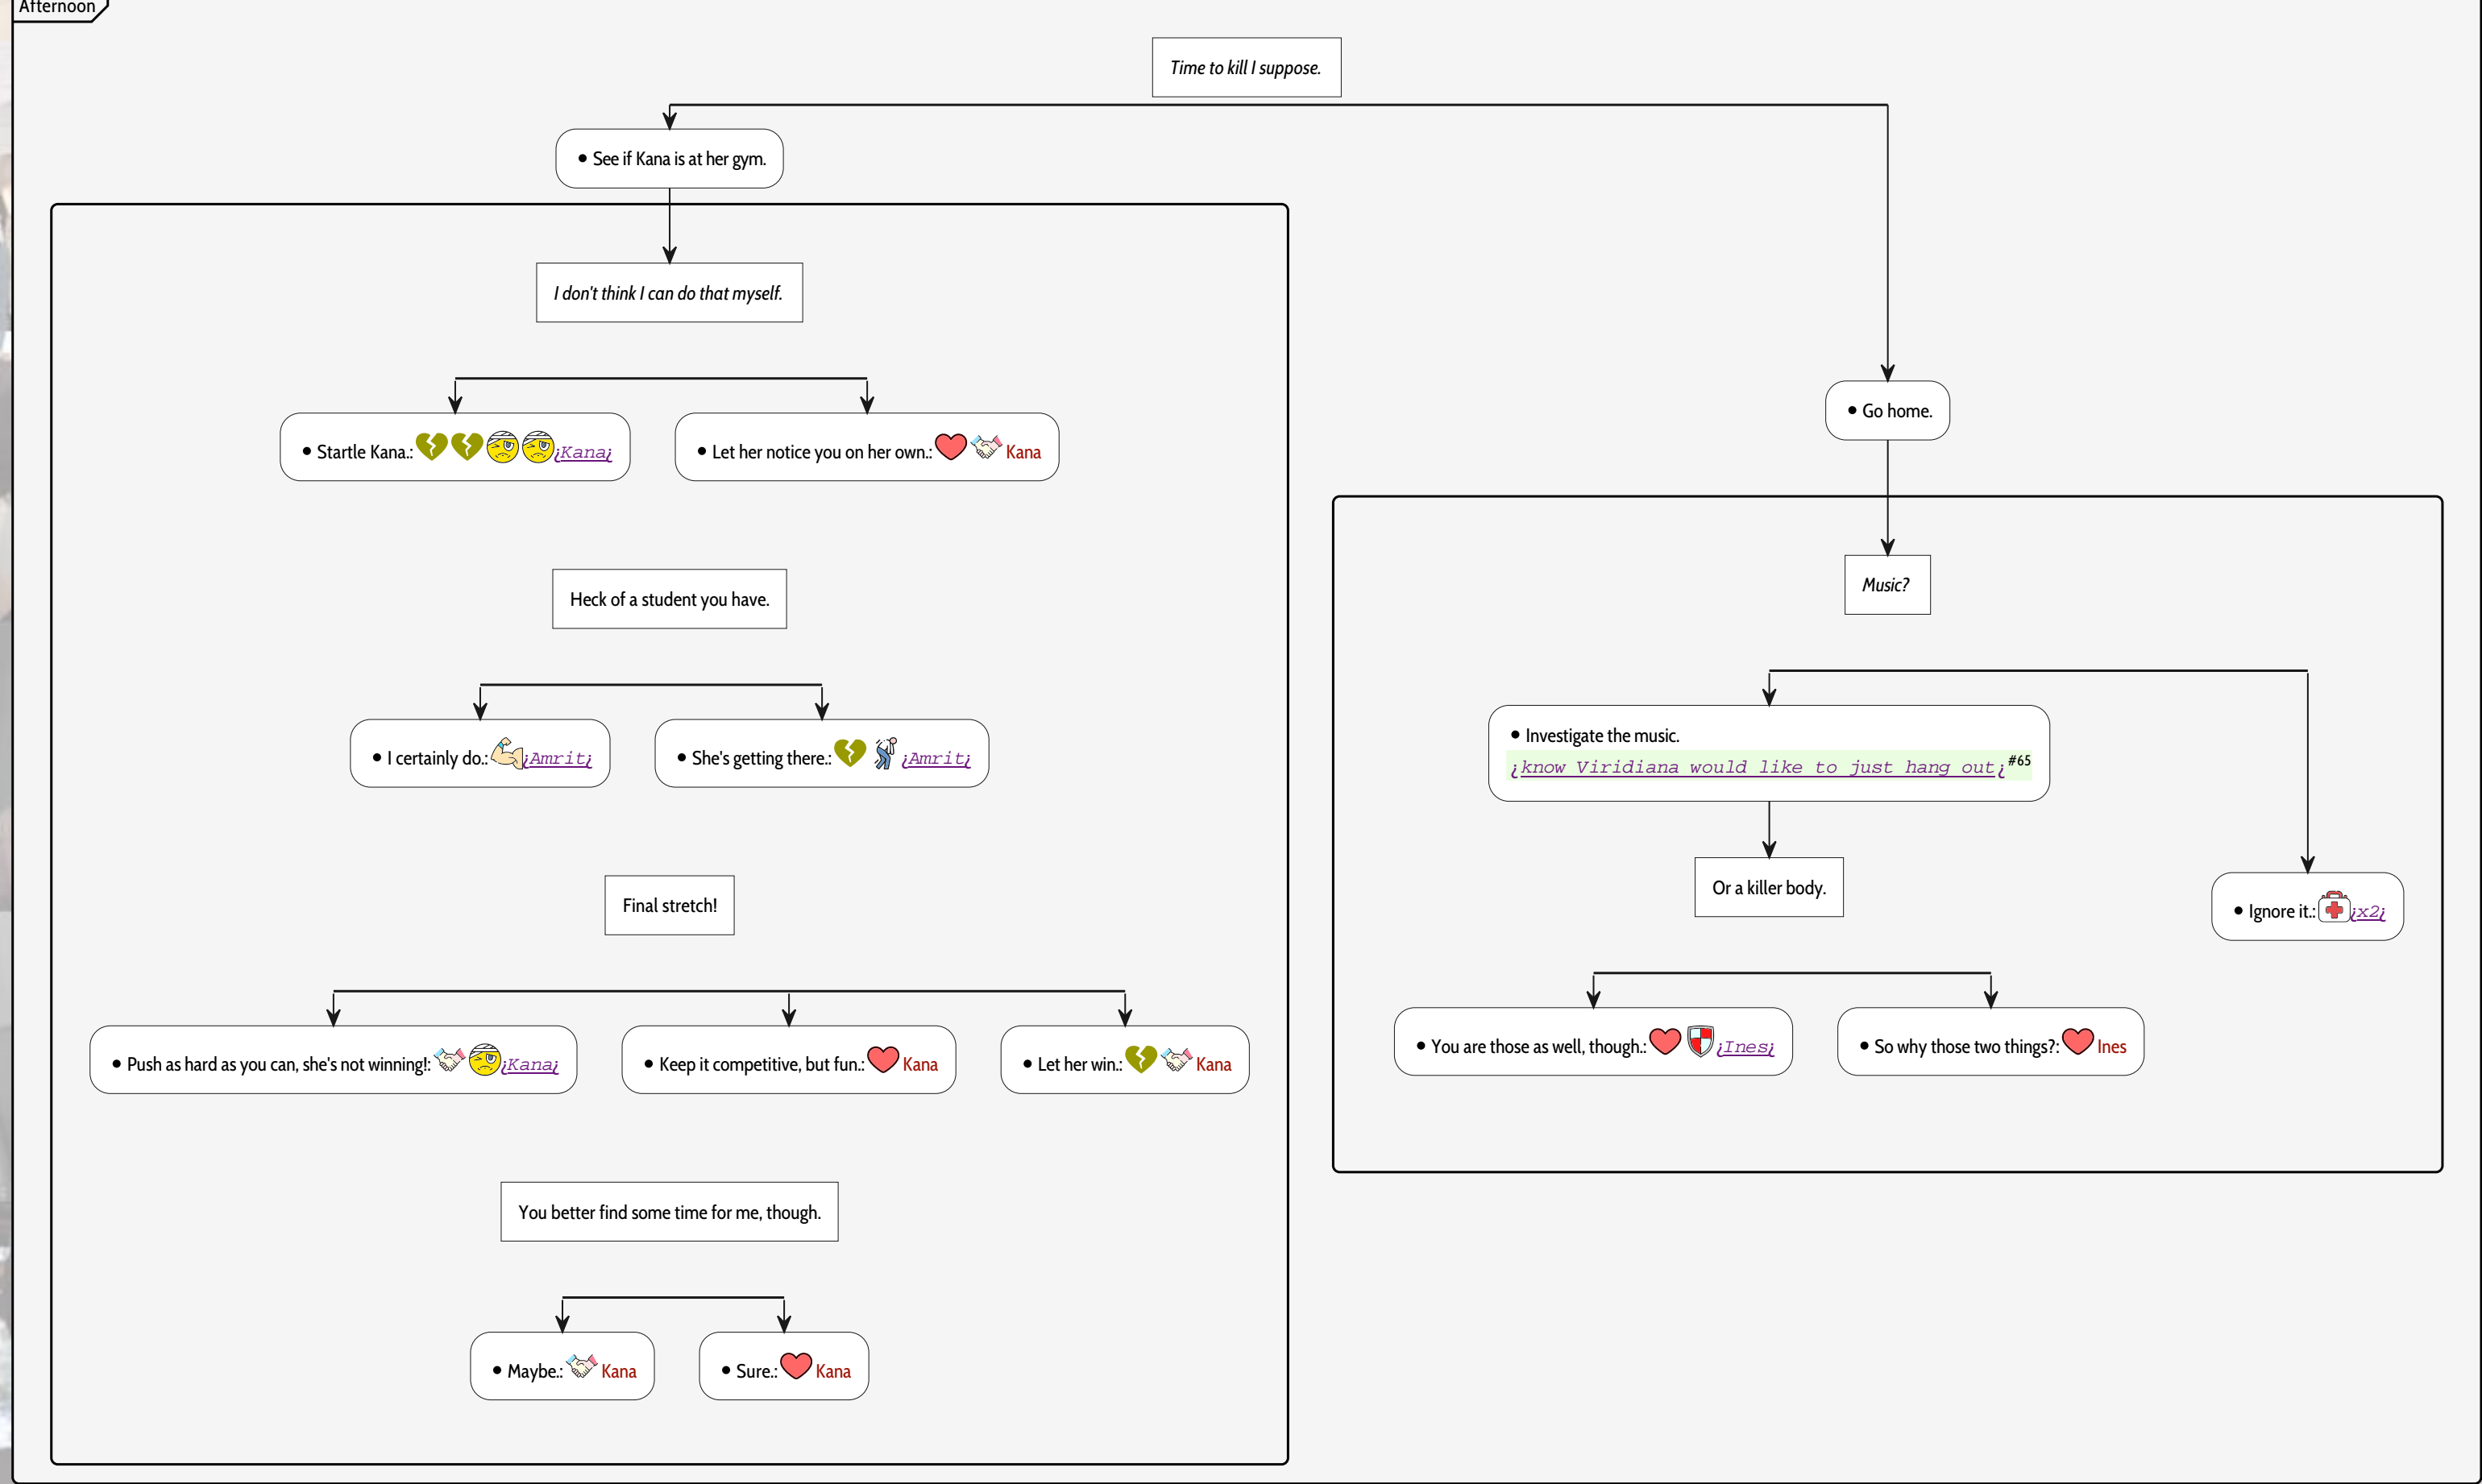 Afternoon
Time to kill I suppose.
• See if Kana is at her gym.
I don't think I can do that myself.
• Startle Kana.: ¿Kana¿
• Let her notice you on her own.: Kana
Heck of a student you have.
• I certainly do.: ¿Amrit¿
• She's getting there.: ¿Amrit¿
Final stretch!
• Push as hard as you can, she's not winning!: ¿Kana¿
• Keep it competitive, but fun.: Kana
• Let her win.: Kana
You better find some time for me, though.
• Maybe.: Kana
• Sure.: Kana
• Go home.
Music?
• Investigate the music.
¿know Viridiana would like to just hang out¿ #65
Or a killer body.
• You are those as well, though.: ¿Ines¿
• So why those two things?: Ines
• Ignore it.: ¿x2¿